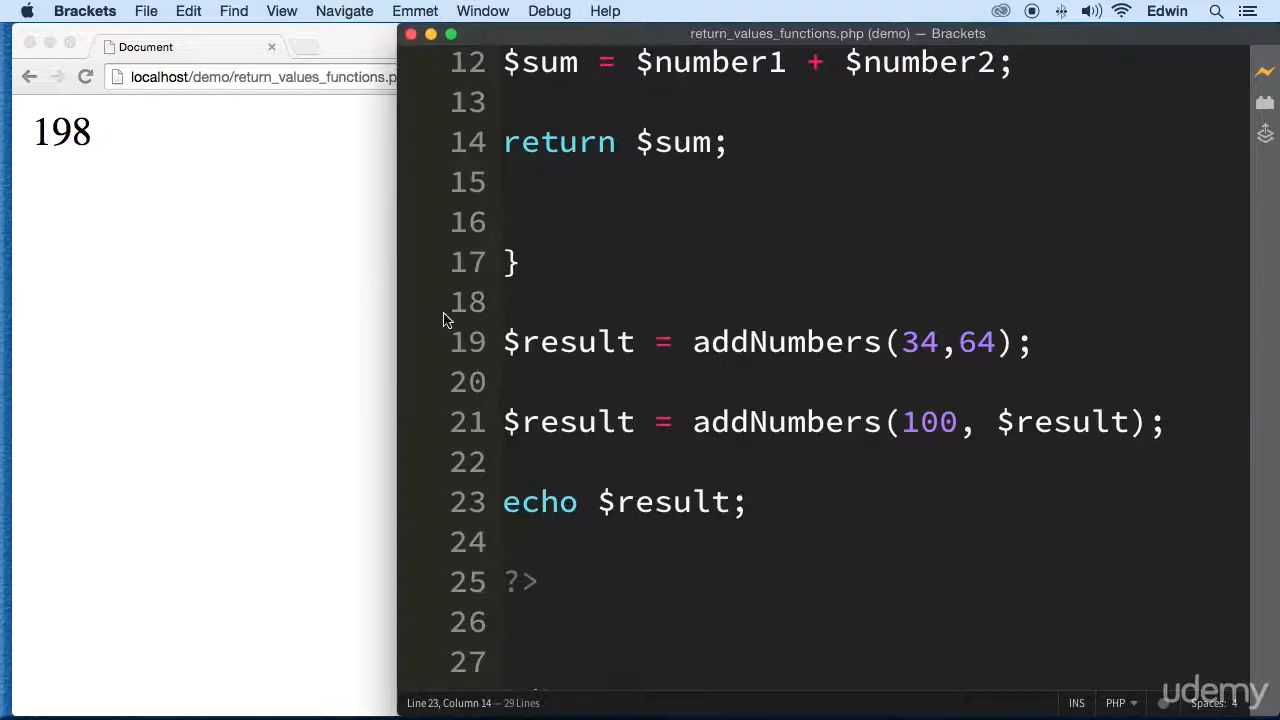 Brackets File Edit Find View Navigate Emmet Window Debug Help Edwin
Document
localhost/demo/return_values_functions.p
198
return_values_functions.php (demo) — Brackets
12 $sum = $number1 + $number2;
13
14 return $sum;
15
16
17 }
18
19 $result = addNumbers(34,64);
20
21 $result = addNumbers(100, $result);
22
23 echo $result;
24
25 ?>
26
27
Line 23, Column 14 — 29 Lines INS PHP Spaces: 4
udemy